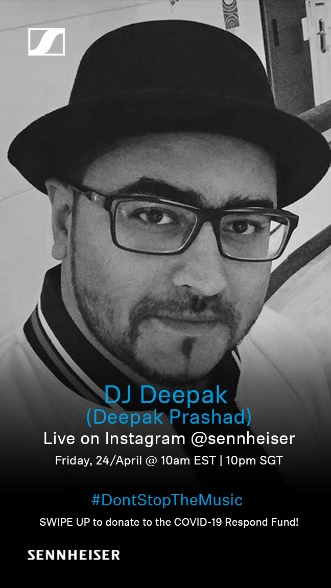 DJ Deepak
(Deepak Prashad)
Live on Instagram @sennheiser
Friday, 24/April @ 10am EST | 10pm SGT
#DontStopTheMusic
SWIPE UP to donate to the COVID-19 Respond Fund!
SENNHEISER